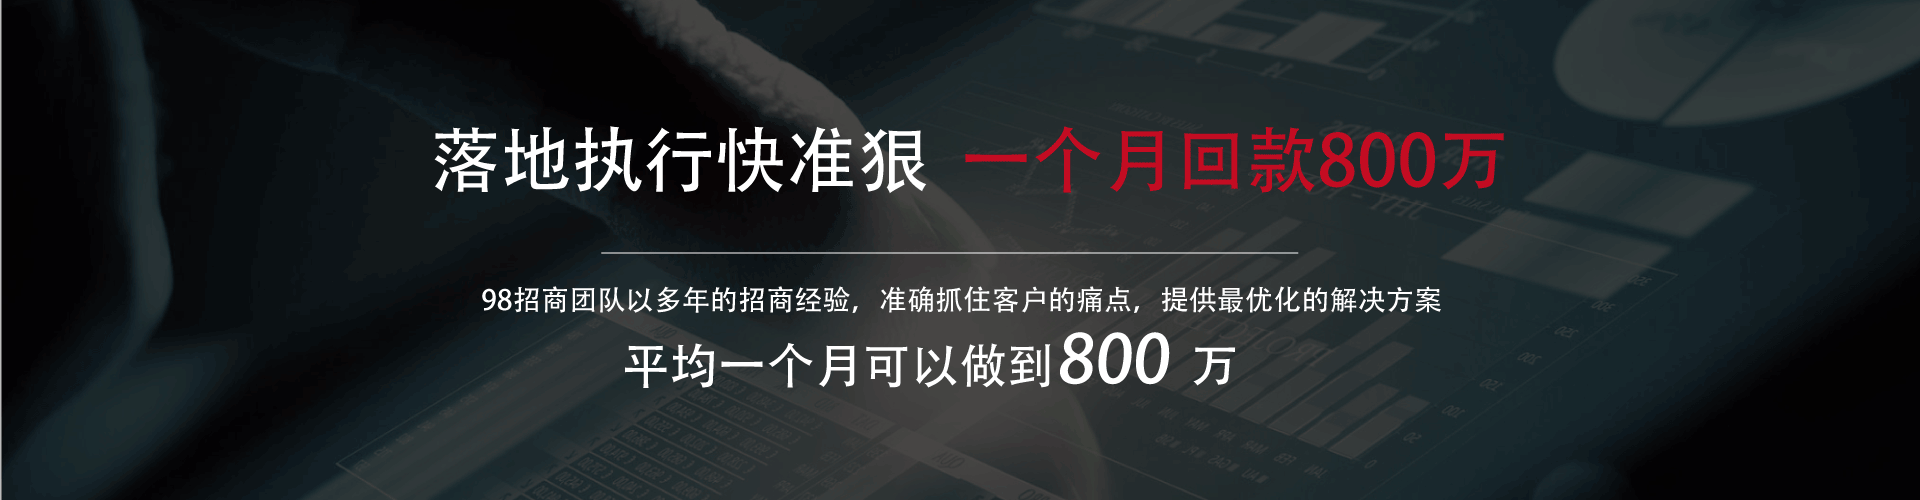 落地执行快准狠 一个月回款800万
98招商团队以多年的招商经验，准确抓住客户的痛点，提供最优化的解决方案
平均一个月可以做到800 万